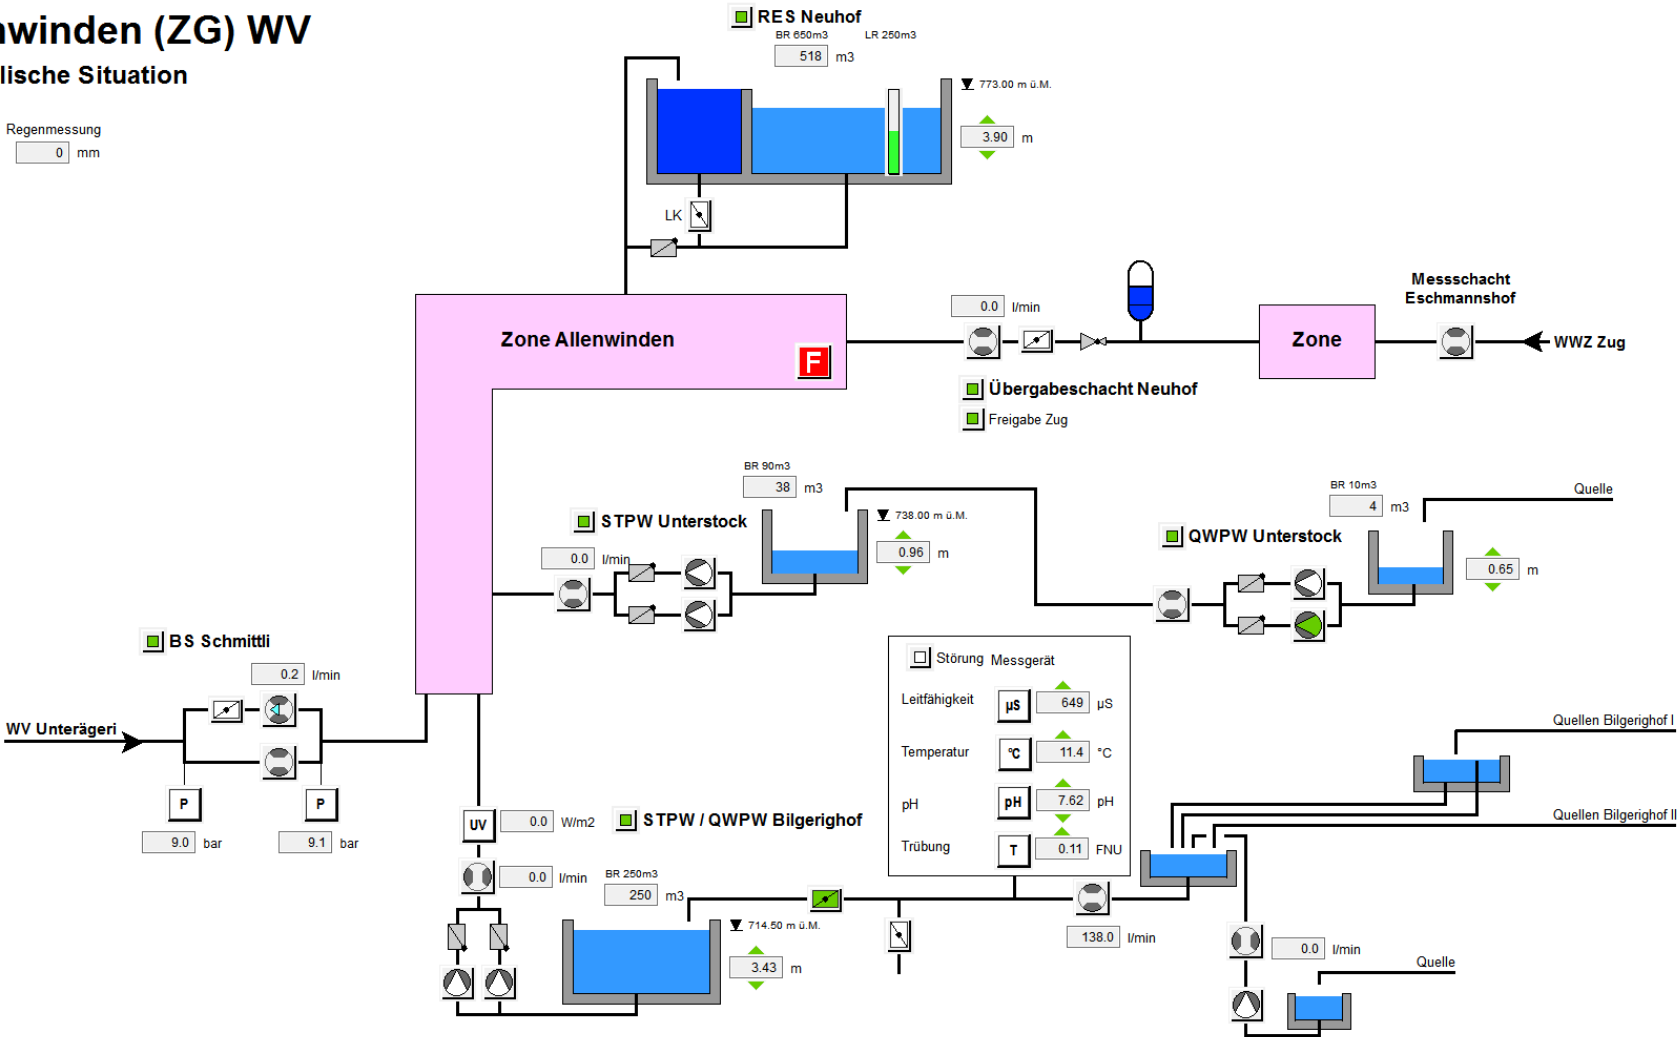 nwinden (ZG) WV
lische Situation
Regenmessung
0 mm
RES Neuhof
BR 650m3 LR 250m3
518 m3
773.00 m ü.M.
3.90 m
LK
Zone Allenwinden
F
0.0 l/min
Zone
Messschacht
Eschmannshof
WWZ Zug
Übergabeschacht Neuhof
Freigabe Zug
BR 90m3
38 m3
738.00 m ü.M.
0.96 m
STPW Unterstock
0.0 l/min
BR 10m3
4 m3
Quelle
QWPW Unterstock
0.65 m
BS Schmittli
0.2 l/min
WV Unterägeri
P
P
9.0 bar
9.1 bar
Störung Messgerät
Leitfähigkeit µS 649 µS
Temperatur °C 11.4 °C
pH pH 7.62 pH
Trübung T 0.11 FNU
UV 0.0 W/m2
STPW / QWPW Bilgerighof
0.0 l/min
BR 250m3
250 m3
714.50 m ü.M.
3.43 m
138.0 l/min
Quellen Bilgerighof I
Quellen Bilgerighof II
0.0 l/min
Quelle